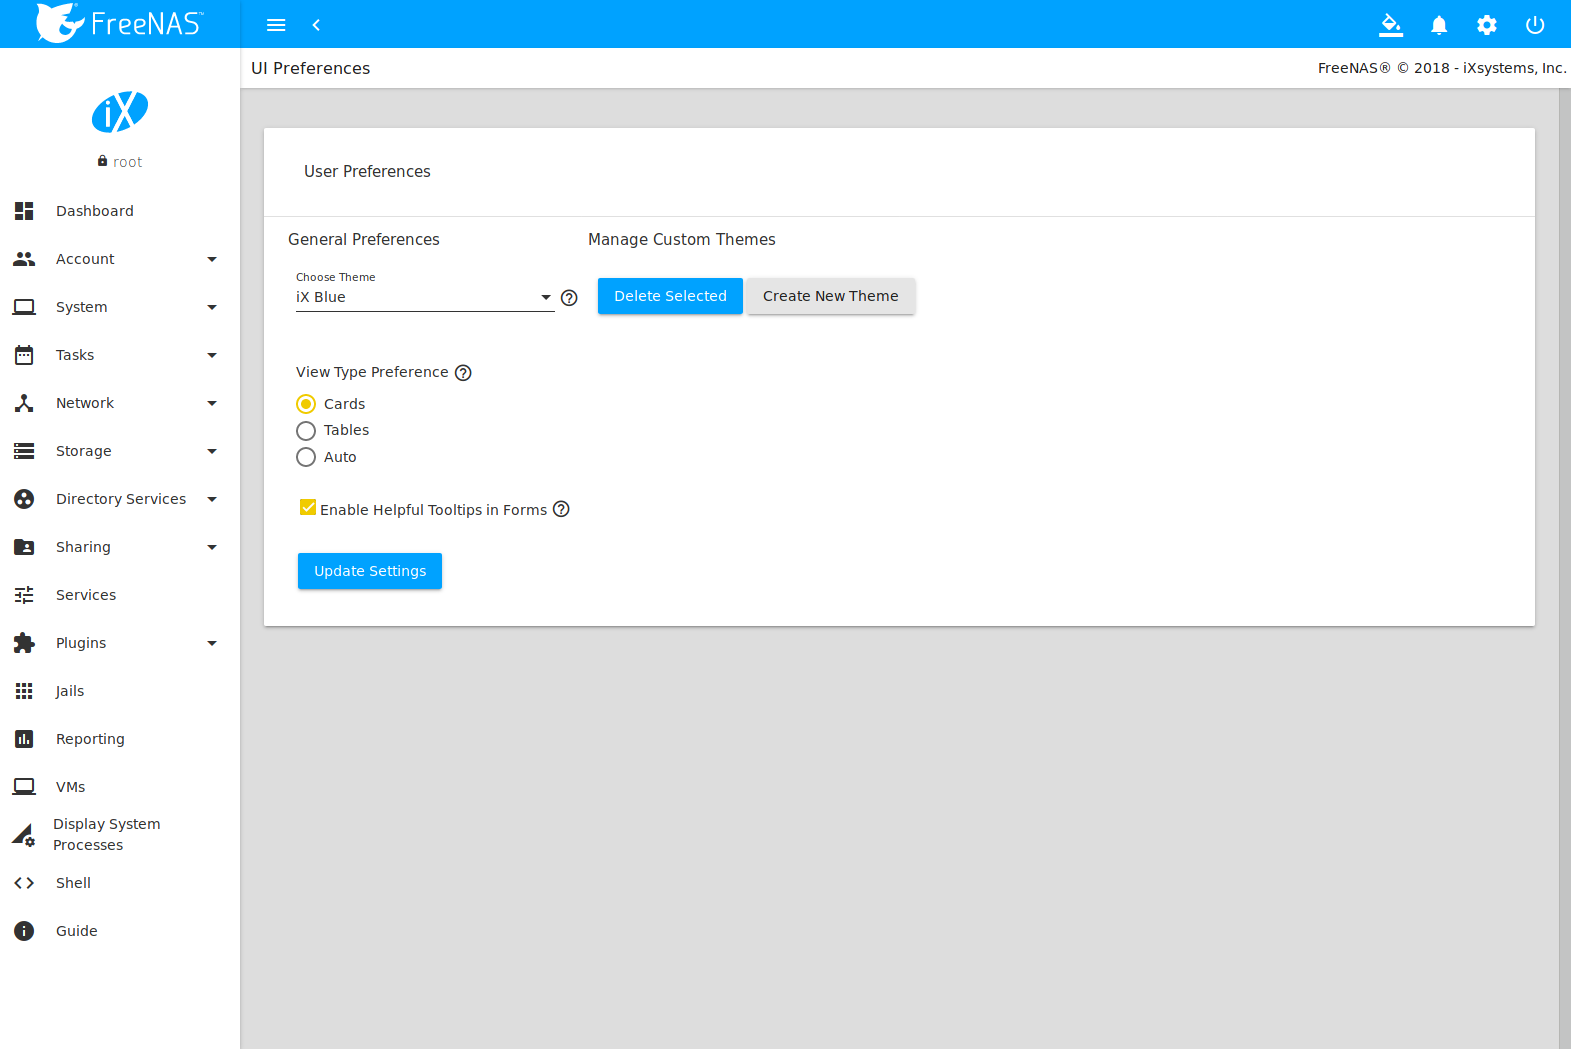 FreeNAS™
UI Preferences
FreeNAS® © 2018 - iXsystems, Inc.
iX
root
Dashboard
Account
System
Tasks
Network
Storage
Directory Services
Sharing
Services
Plugins
Jails
Reporting
VMs
Display System
Processes
Shell
Guide
User Preferences
General Preferences
Manage Custom Themes
Choose Theme
iX Blue
Delete Selected
Create New Theme
View Type Preference
Cards
Tables
Auto
Enable Helpful Tooltips in Forms
Update Settings